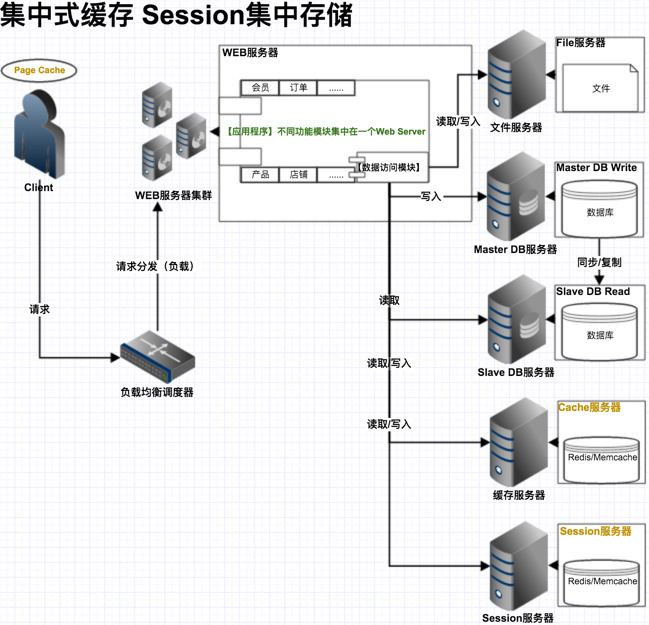 集中式缓存 Session集中存储
Page Cache
Client
请求
负载均衡调度器
请求分发（负载）
WEB服务器集群
WEB服务器
会员
订单
......
【应用程序】不同功能模块集中在一个Web Server
【数据访问模块】
产品
店铺
......
读取/写入
写入
读取
读取/写入
读取/写入
文件服务器
File服务器
文件
Master DB服务器
Master DB Write
数据库
同步/复制
Slave DB服务器
Slave DB Read
数据库
缓存服务器
Cache服务器
Redis/Memcache
Session服务器
Session服务器
Redis/Memcache